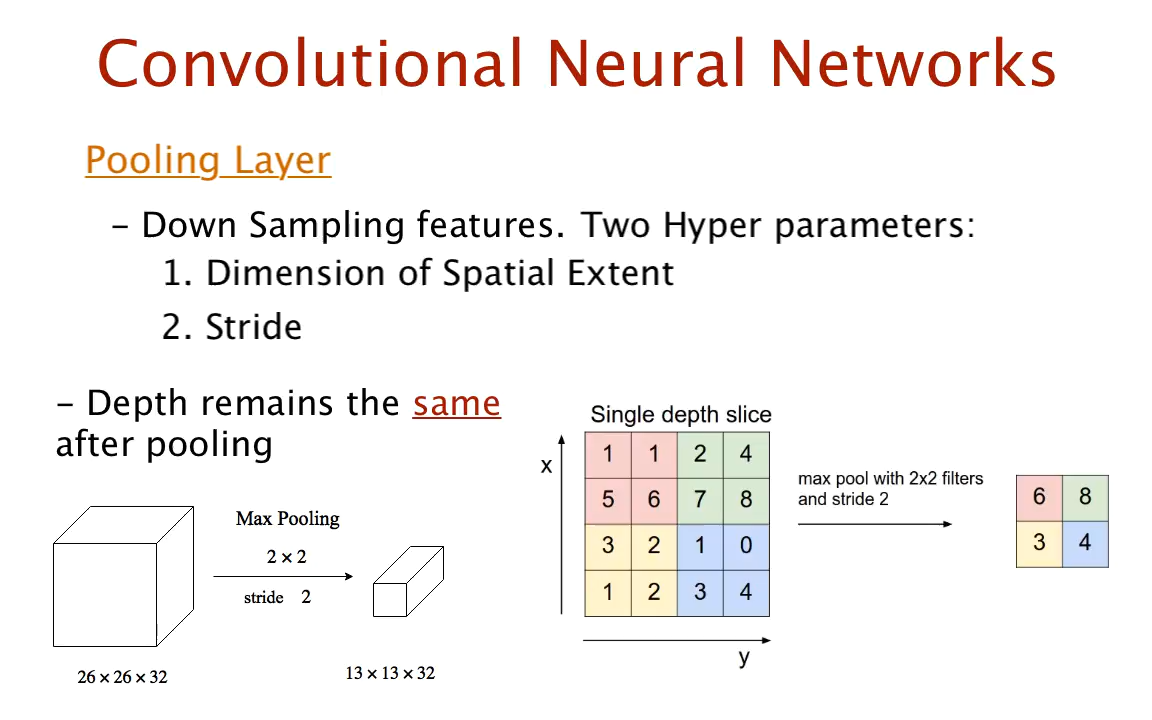 Convolutional Neural Networks
Pooling Layer
– Down Sampling features. Two Hyper parameters:
1. Dimension of Spatial Extent
2. Stride
– Depth remains the same
after pooling
Max Pooling
2 × 2
stride 2
26 × 26 × 32
13 × 13 × 32
Single depth slice
x
1 1 2 4
5 6 7 8
3 2 1 0
1 2 3 4
y
max pool with 2x2 filters
and stride 2
6 8
3 4